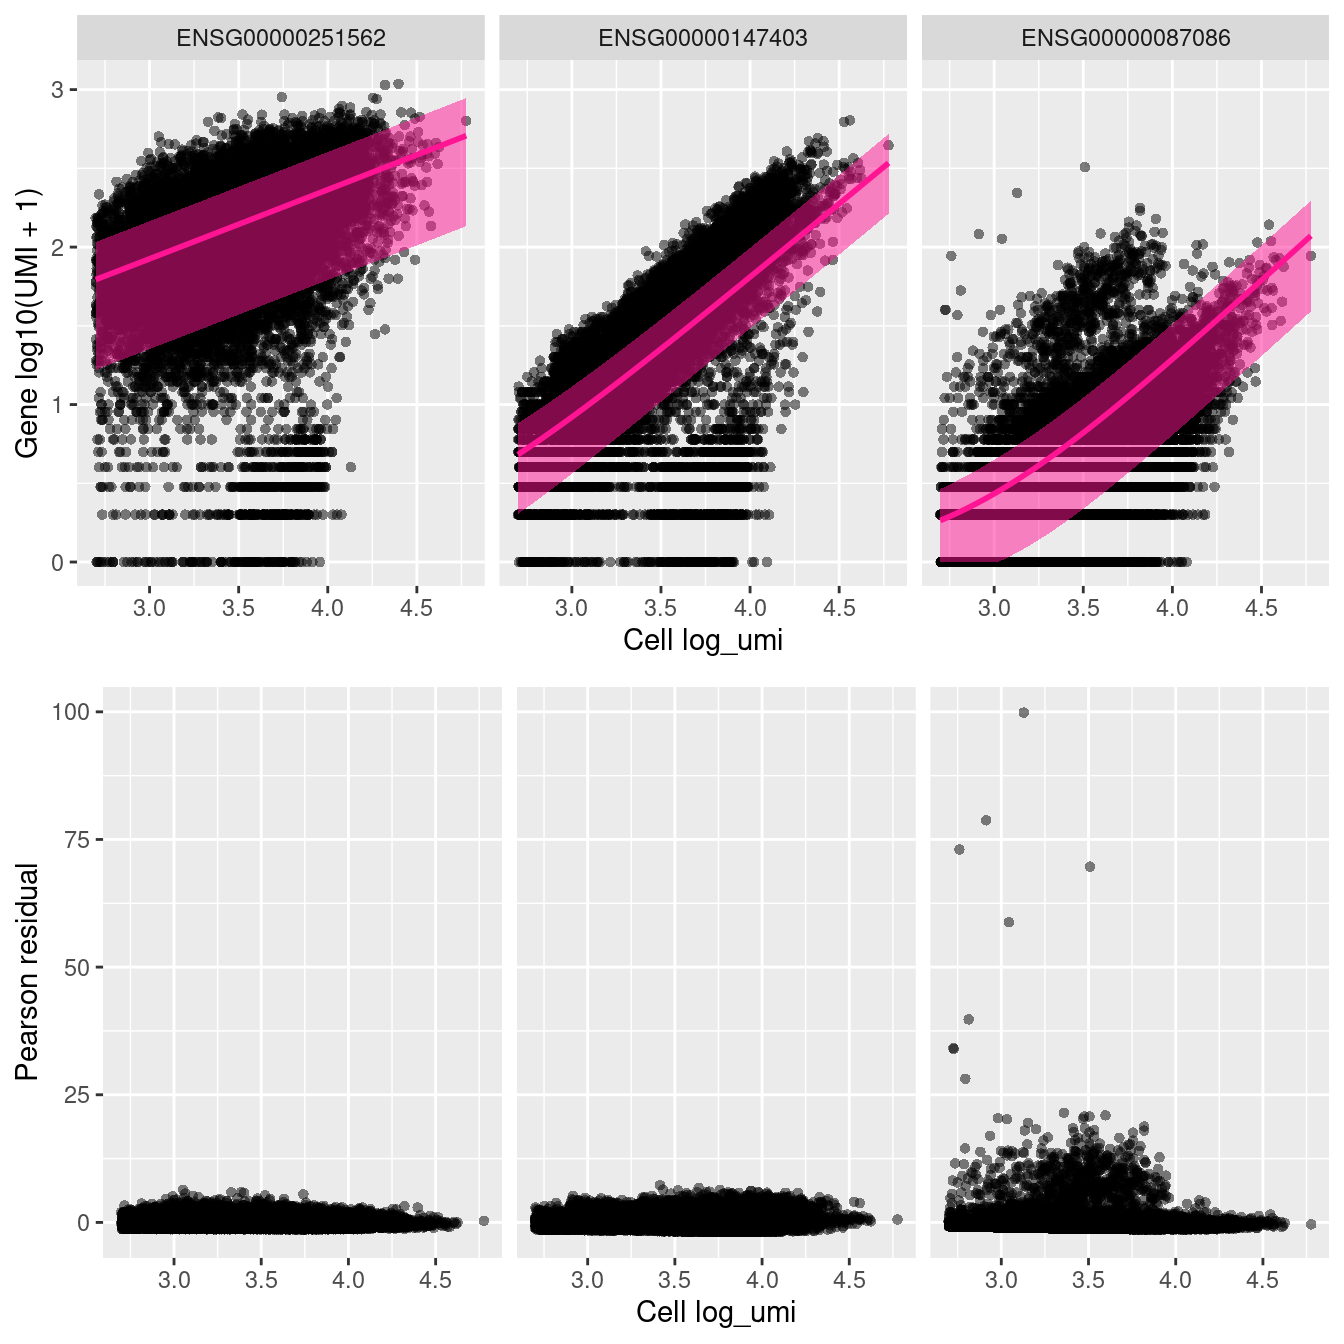 ENSG00000251562 ENSG00000147403 ENSG00000087086
Gene log10(UMI + 1)
3
2
1
0
3.0 3.5 4.0 4.5 3.0 3.5 4.0 4.5 3.0 3.5 4.0 4.5
Cell log_umi
Pearson residual
100
75
50
25
0
3.0 3.5 4.0 4.5 3.0 3.5 4.0 4.5 3.0 3.5 4.0 4.5
Cell log_umi